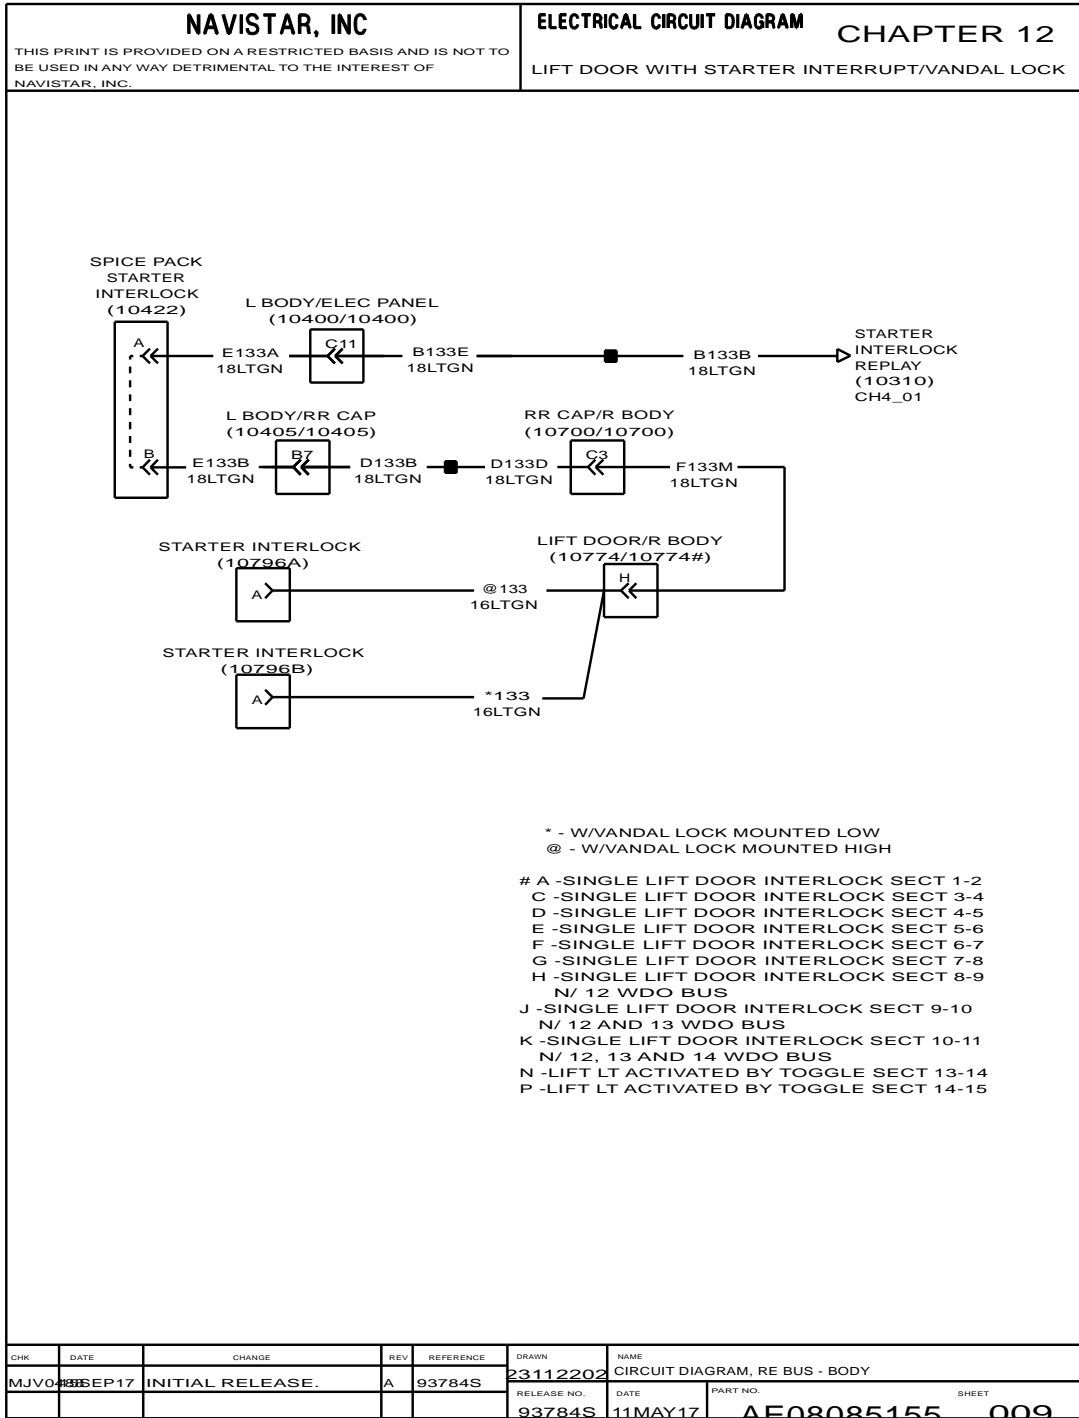 NAVISTAR, INC
THIS PRINT IS PROVIDED ON A RESTRICTED BASIS AND IS NOT TO
BE USED IN ANY WAY DETRIMENTAL TO THE INTEREST OF
NAVISTAR, INC.
ELECTRICAL CIRCUIT DIAGRAM
CHAPTER 12
LIFT DOOR WITH STARTER INTERRUPT/VANDAL LOCK
SPICE PACK
STARTER
INTERLOCK
(10422)
A
B
L BODY/ELEC PANEL
(10400/10400)
C11
E133A
18LTGN
B133E
18LTGN
B133B
18LTGN
STARTER
INTERLOCK
REPLAY
(10310)
CH4_01
L BODY/RR CAP
(10405/10405)
B7
E133B
18LTGN
D133B
18LTGN
RR CAP/R BODY
(10700/10700)
C3
D133D
18LTGN
F133M
18LTGN
STARTER INTERLOCK
(10796A)
A
@133
16LTGN
LIFT DOOR/R BODY
(10774/10774#)
H
STARTER INTERLOCK
(10796B)
A
*133
16LTGN
* - W/VANDAL LOCK MOUNTED LOW
@ - W/VANDAL LOCK MOUNTED HIGH
# A -SINGLE LIFT DOOR INTERLOCK SECT 1-2
C -SINGLE LIFT DOOR INTERLOCK SECT 3-4
D -SINGLE LIFT DOOR INTERLOCK SECT 4-5
E -SINGLE LIFT DOOR INTERLOCK SECT 5-6
F -SINGLE LIFT DOOR INTERLOCK SECT 6-7
G -SINGLE LIFT DOOR INTERLOCK SECT 7-8
H -SINGLE LIFT DOOR INTERLOCK SECT 8-9
N/ 12 WDO BUS
J -SINGLE LIFT DOOR INTERLOCK SECT 9-10
N/ 12 AND 13 WDO BUS
K -SINGLE LIFT DOOR INTERLOCK SECT 10-11
N/ 12, 13 AND 14 WDO BUS
N -LIFT LT ACTIVATED BY TOGGLE SECT 13-14
P -LIFT LT ACTIVATED BY TOGGLE SECT 14-15
CHK DATE CHANGE REV REFERENCE
INITIAL RELEASE. A 93784S
DRAWN
23112202
NAME
CIRCUIT DIAGRAM, RE BUS - BODY
RELEASE NO.
93784S
DATE
11MAY17
PART NO.
AE08085155
SHEET
009